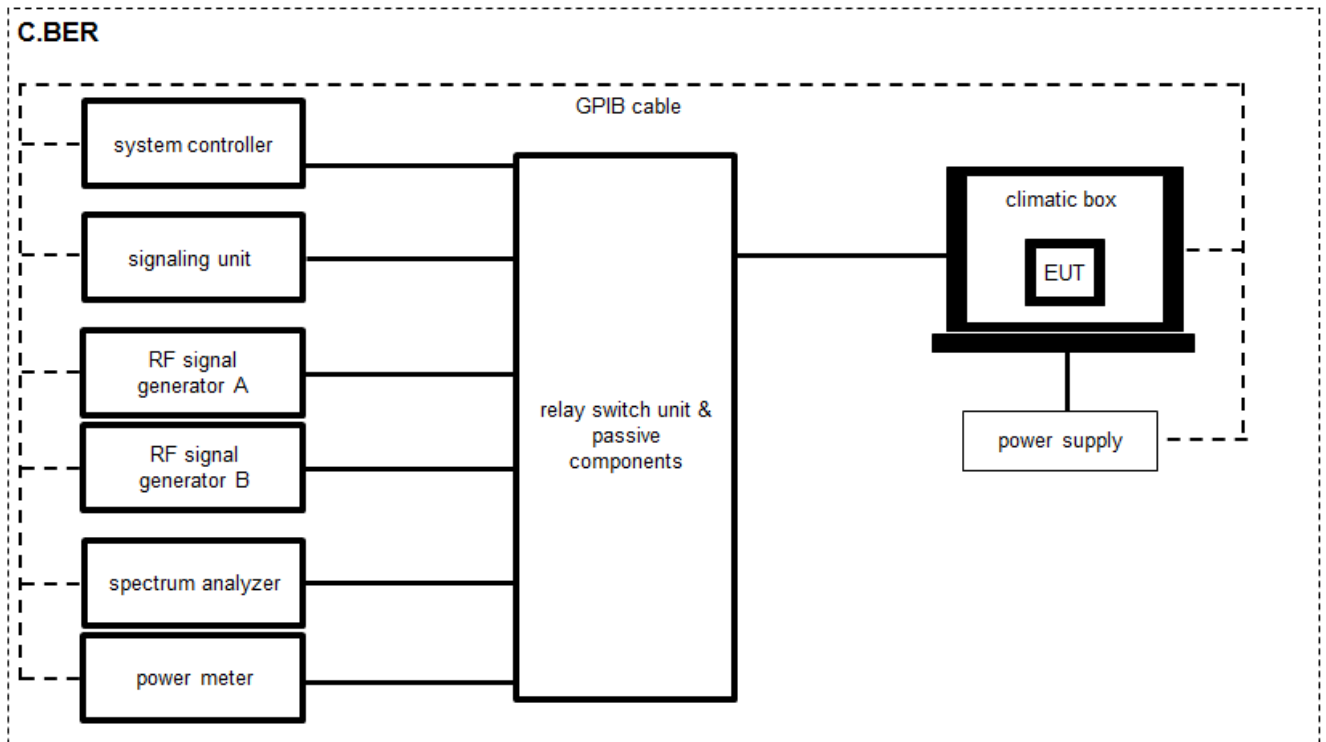 C.BER
GPIB cable
system controller
signaling unit
RF signal
generator A
RF signal
generator B
spectrum analyzer
power meter
relay switch unit &
passive
components
climatic box
EUT
power supply